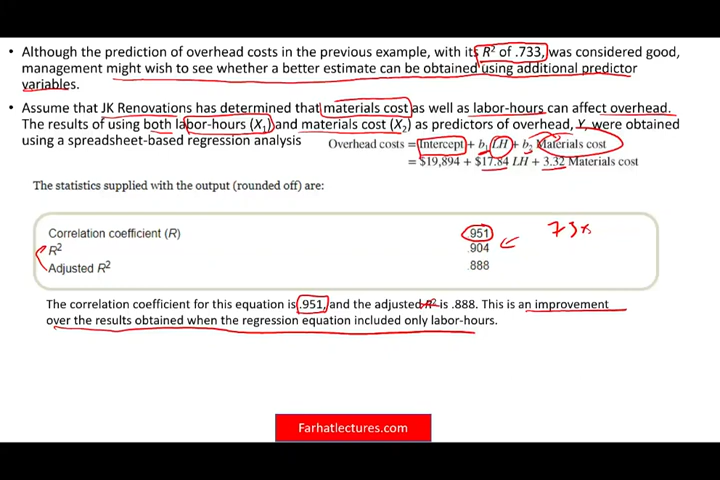 • Although the prediction of overhead costs in the previous example, with its R² of .733, was considered good,
management might wish to see whether a better estimate can be obtained using additional predictor
variables.
• Assume that JK Renovations has determined that materials cost as well as labor-hours can affect overhead.
The results of using both labor-hours (X₁) and materials cost (X₂) as predictors of overhead, Y, were obtained
using a spreadsheet-based regression analysis
Overhead costs = Intercept + b₁LH + b₂ Materials cost
= $19,894 + $17.84 LH + 3.32 Materials cost
The statistics supplied with the output (rounded off) are:
Correlation coefficient (R) .951
R² .904
Adjusted R² .888
The correlation coefficient for this equation is .951, and the adjusted R² is .888. This is an improvement
over the results obtained when the regression equation included only labor-hours.
Farhatlectures.com